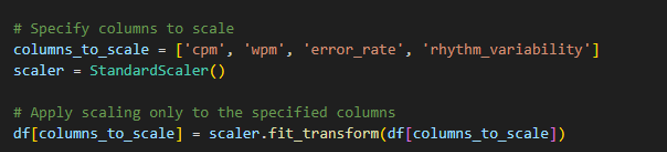 # Specify columns to scale
columns_to_scale = ['cpm', 'wpm', 'error_rate', 'rhythm_variability']
scaler = StandardScaler()
# Apply scaling only to the specified columns
df[columns_to_scale] = scaler.fit_transform(df[columns_to_scale])